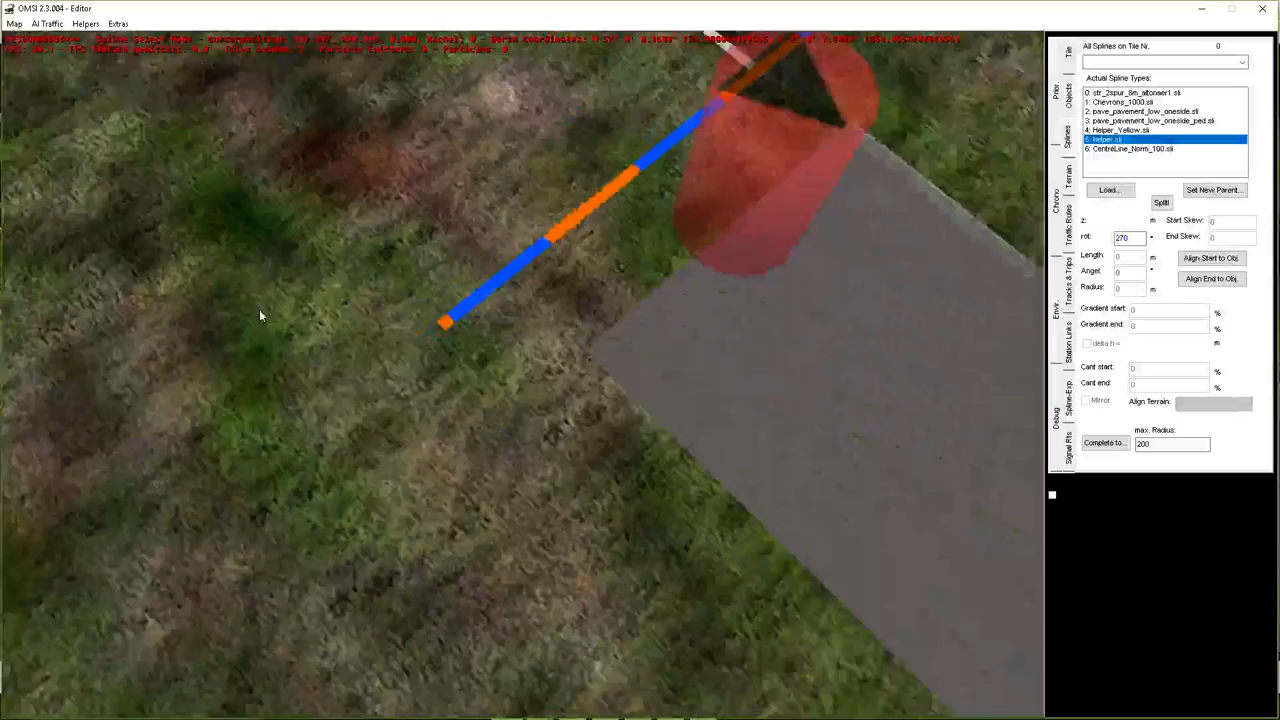 OMSI 2.3.004 - Editor
Map AI Traffic Helpers Extras
All Splines on Tile Nr. 0
Actual Spline Types:
0: str_2spur_8m_altonaer1.sli
1: Chevrons_1000.sli
2: pave_pavement_low_oneside.sli
3: pave_pavement_low_oneside_ped.sli
4: Helper_Yellow.sli
5: helper.sli
6: CentreLine_Norm_100.sli
Load... Set New Parent...
Split!
z: m Start Skew: 0
rot: 270 ° End Skew: 0
Length: 0 m Align Start to Obj.
Angel: 0 ° Align End to Obj.
Radius: 0 m
Gradient start: 0 %
Gradient end: 0 %
delta h = m
Cant start: 0 %
Cant end: 0 %
Mirror Align Terrain:
max. Radius:
Complete to... 200
Tile
Objects
Splines
Terrain
Traffic Rules
Tracks & Trips
Station Links
Spline-Exp.
Signal Rts
Prior
Chrono
Envir.
Debug